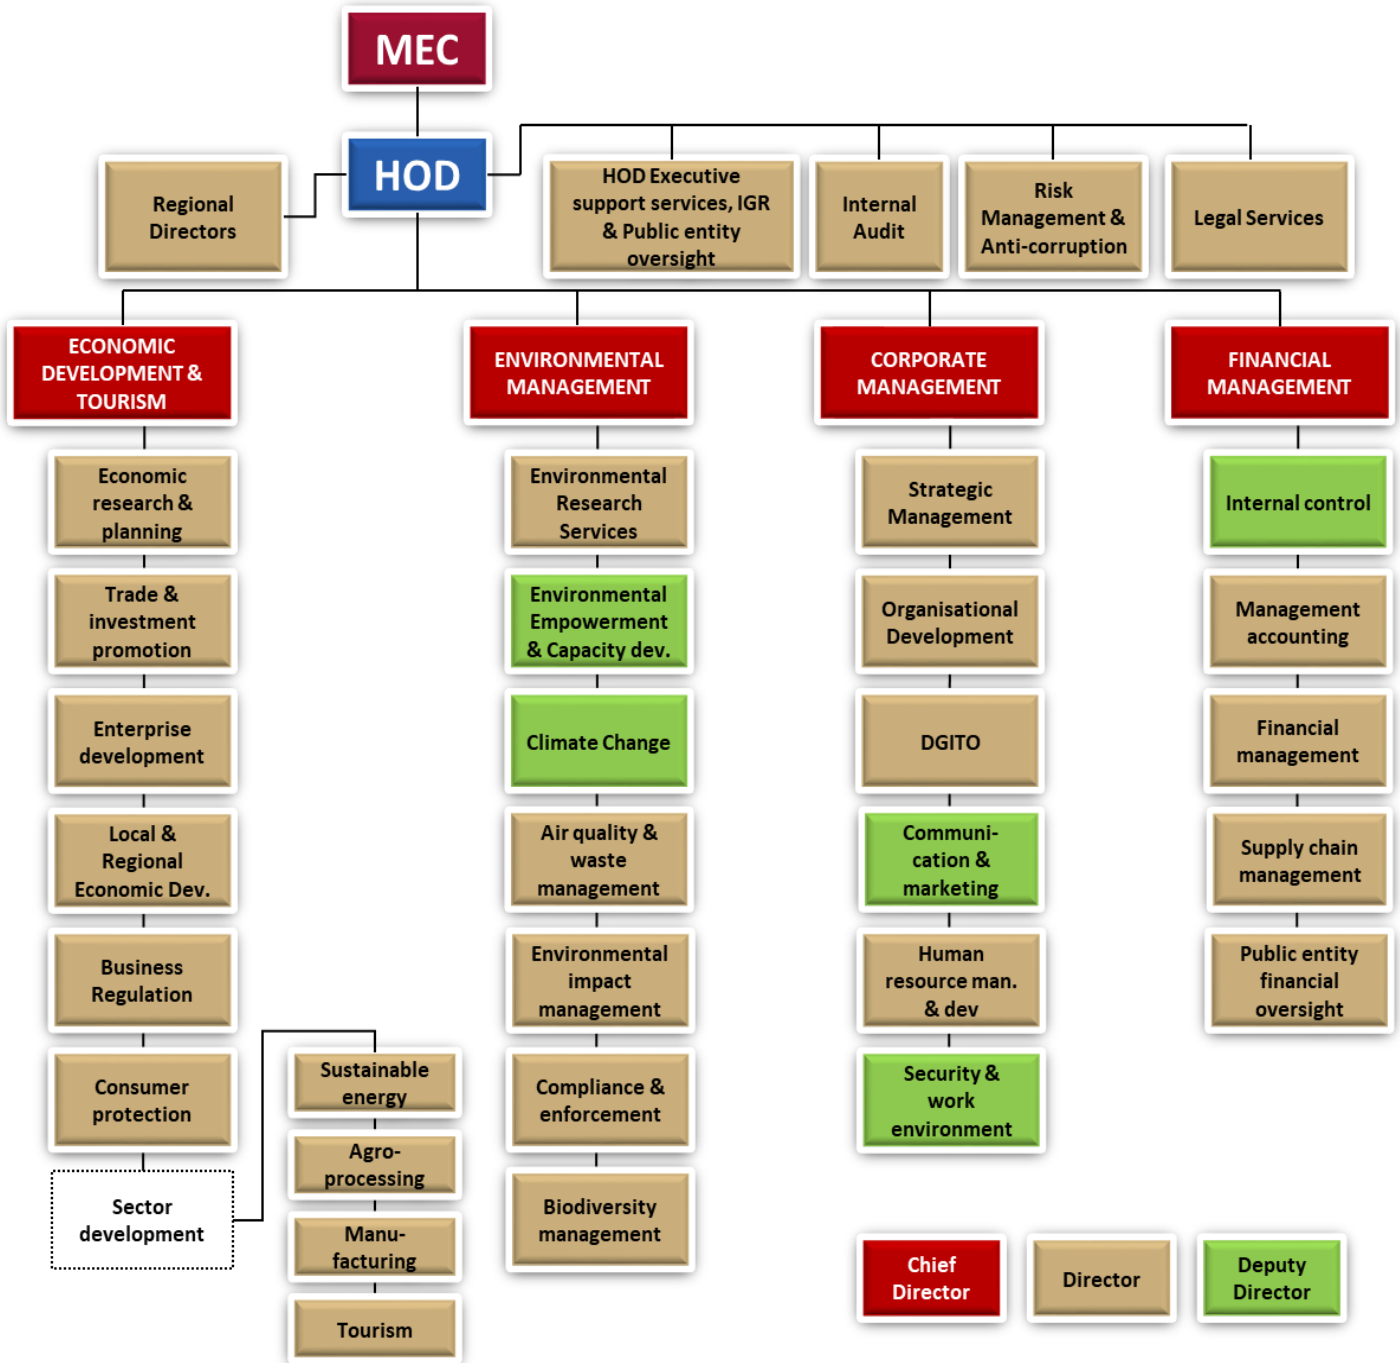 MEC
HOD
Regional
Directors
HOD Executive
support services, IGR
& Public entity
oversight
Internal
Audit
Risk
Management &
Anti-corruption
Legal Services
ECONOMIC
DEVELOPMENT &
TOURISM
Economic
research &
planning
Trade &
investment
promotion
Enterprise
development
Local &
Regional
Economic Dev.
Business
Regulation
Consumer
protection
Sector
development
Sustainable
energy
Agro-
processing
Manu-
facturing
Tourism
ENVIRONMENTAL
MANAGEMENT
Environmental
Research
Services
Environmental
Empowerment
& Capacity dev.
Climate Change
Air quality &
waste
management
Environmental
impact
management
Compliance &
enforcement
Biodiversity
management
CORPORATE
MANAGEMENT
Strategic
Management
Organisational
Development
DGITO
Communi-
cation &
marketing
Human
resource man.
& dev
Security &
work
environment
FINANCIAL
MANAGEMENT
Internal control
Management
accounting
Financial
management
Supply chain
management
Public entity
financial
oversight
Chief
Director
Director
Deputy
Director